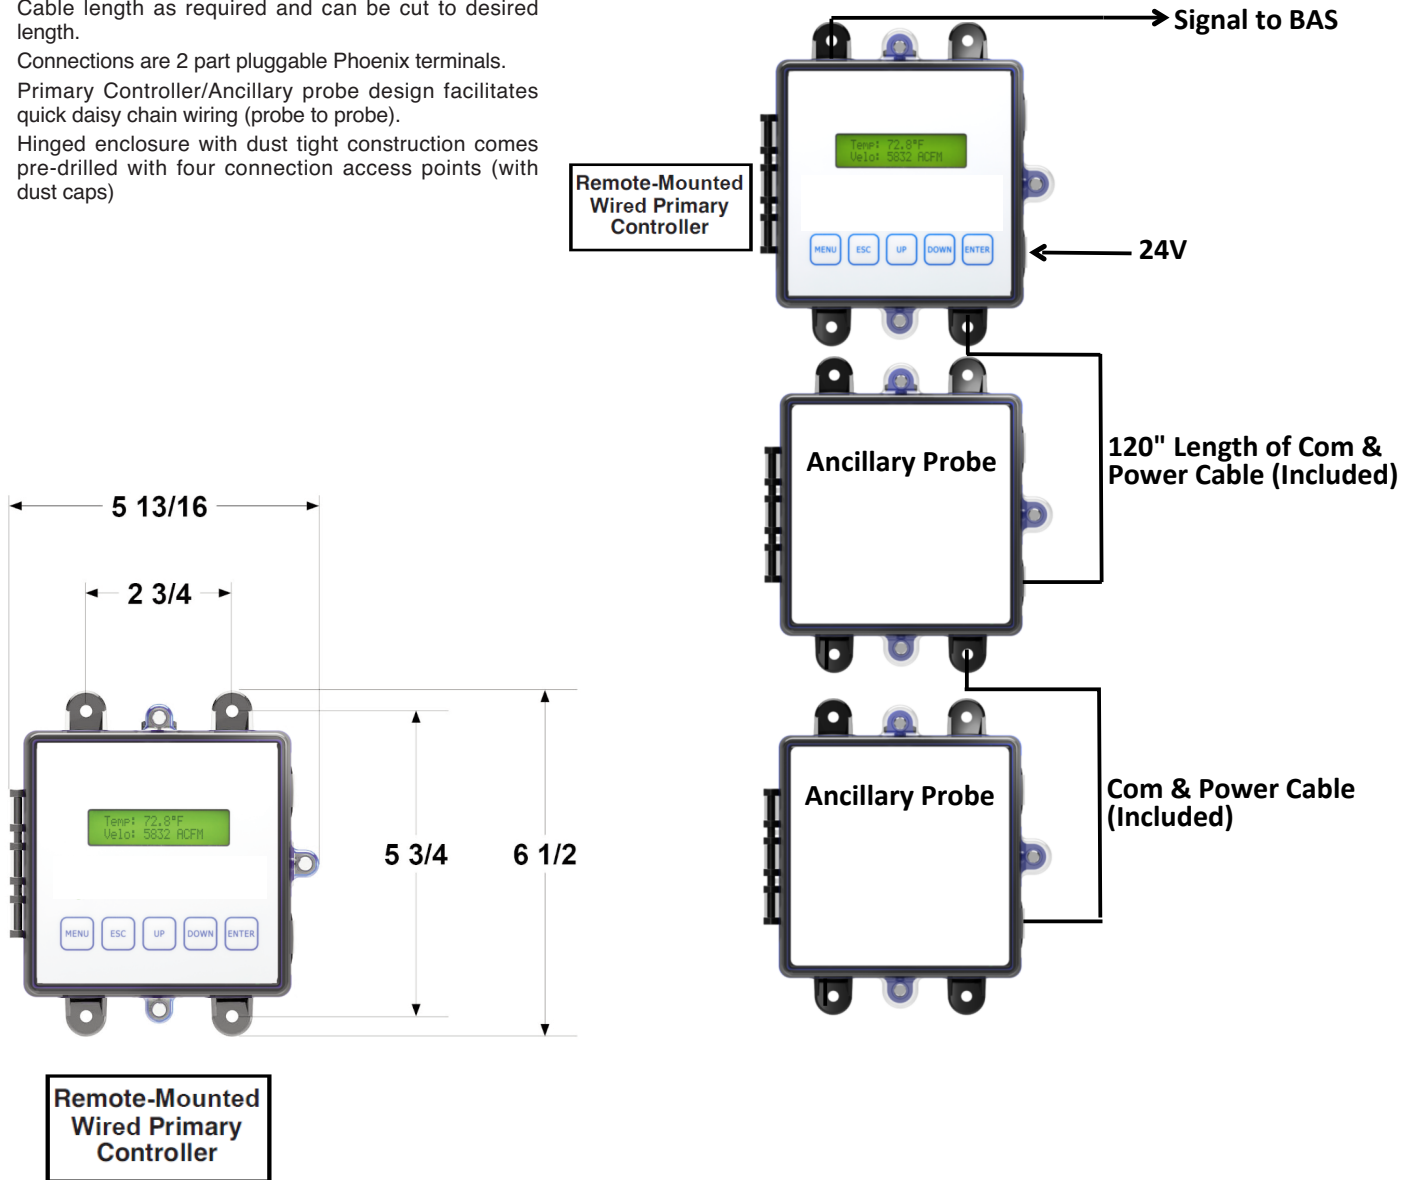 Cable length as required and can be cut to desired
length.
Connections are 2 part pluggable Phoenix terminals.
Primary Controller/Ancillary probe design facilitates
quick daisy chain wiring (probe to probe).
Hinged enclosure with dust tight construction comes
pre-drilled with four connection access points (with
dust caps)
Signal to BAS
Temp: 72.8°F
Velo: 5832 ACFM
Remote-Mounted
Wired Primary
Controller
MENU ESC UP DOWN ENTER
24V
Ancillary Probe
120" Length of Com &
Power Cable (Included)
Ancillary Probe
Com & Power Cable
(Included)
5 13/16
2 3/4
Temp: 72.8°F
Velo: 5832 ACFM
5 3/4
6 1/2
MENU ESC UP DOWN ENTER
Remote-Mounted
Wired Primary
Controller